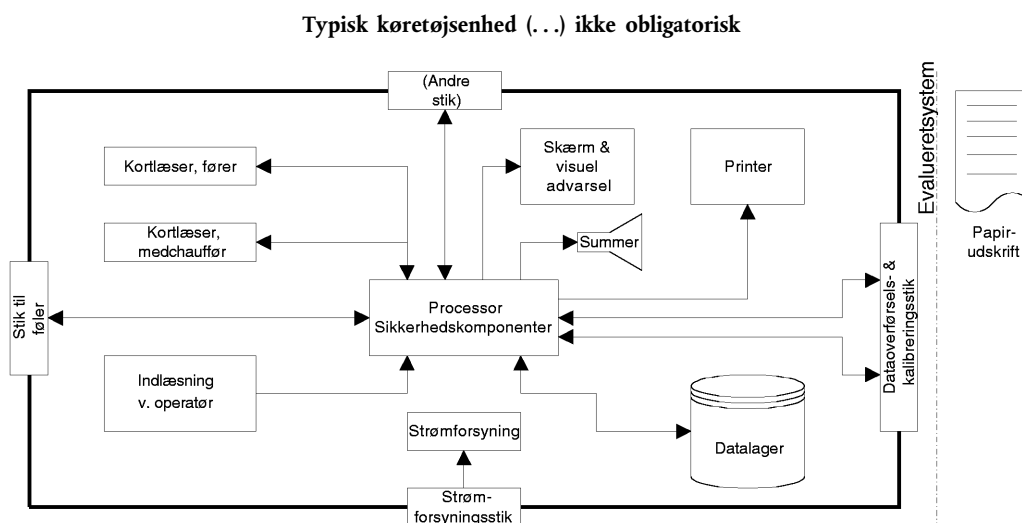 Typisk køretøjsenhed (...) ikke obligatorisk
(Andre
stik)
Evalueretsystem
Kortlæser, fører
Skærm &
visuel
advarsel
Printer
Kortlæser,
medchauffør
Summer
Papir-
udskrift
Stik til
føler
Processor
Sikkerhedskomponenter
Dataoverførsels- &
kalibreringsstik
Indlæsning
v. operatør
Strømforsyning
Datalager
Strøm-
forsyningsstik